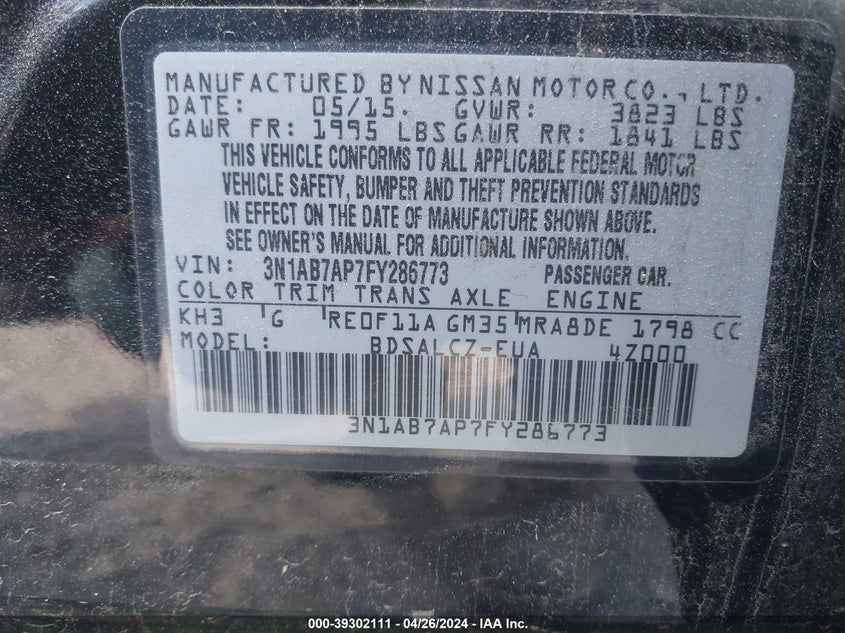 MANUFACTURED BY NISSAN MOTOR CO., LTD.
DATE: 05/15. GVWR: 3823 LBS
GAWR FR: 1995 LBS GAWR RR: 1841 LBS
THIS VEHICLE CONFORMS TO ALL APPLICABLE FEDERAL MOTOR
VEHICLE SAFETY, BUMPER AND THEFT PREVENTION STANDARDS
IN EFFECT ON THE DATE OF MANUFACTURE SHOWN ABOVE.
SEE OWNER'S MANUAL FOR ADDITIONAL INFORMATION.
VIN: 3N1AB7AP7FY286773 PASSENGER CAR.
COLOR TRIM TRANS AXLE ENGINE
KH3 G RE0F11A GM35 MRA8DE 1798 CC
MODEL: BDSALCZ-EUA 4Z000
3N1AB7AP7FY286773
000-39302111 - 04/26/2024 - IAA Inc.